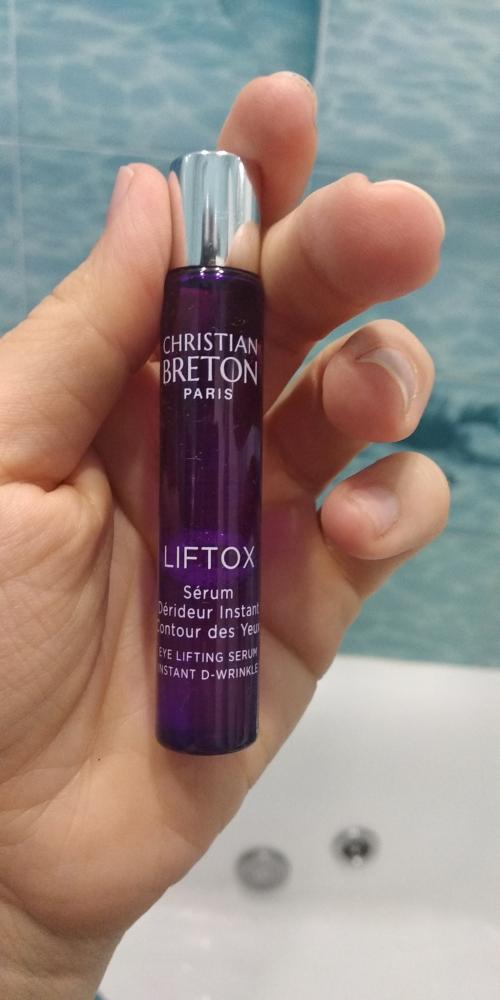 CHRISTIAN
BRETON
PARIS
LIFTOX
Sérum
Dérideur Instant
Contour des Yeux
EYE LIFTING SERUM
INSTANT D-WRINKLE